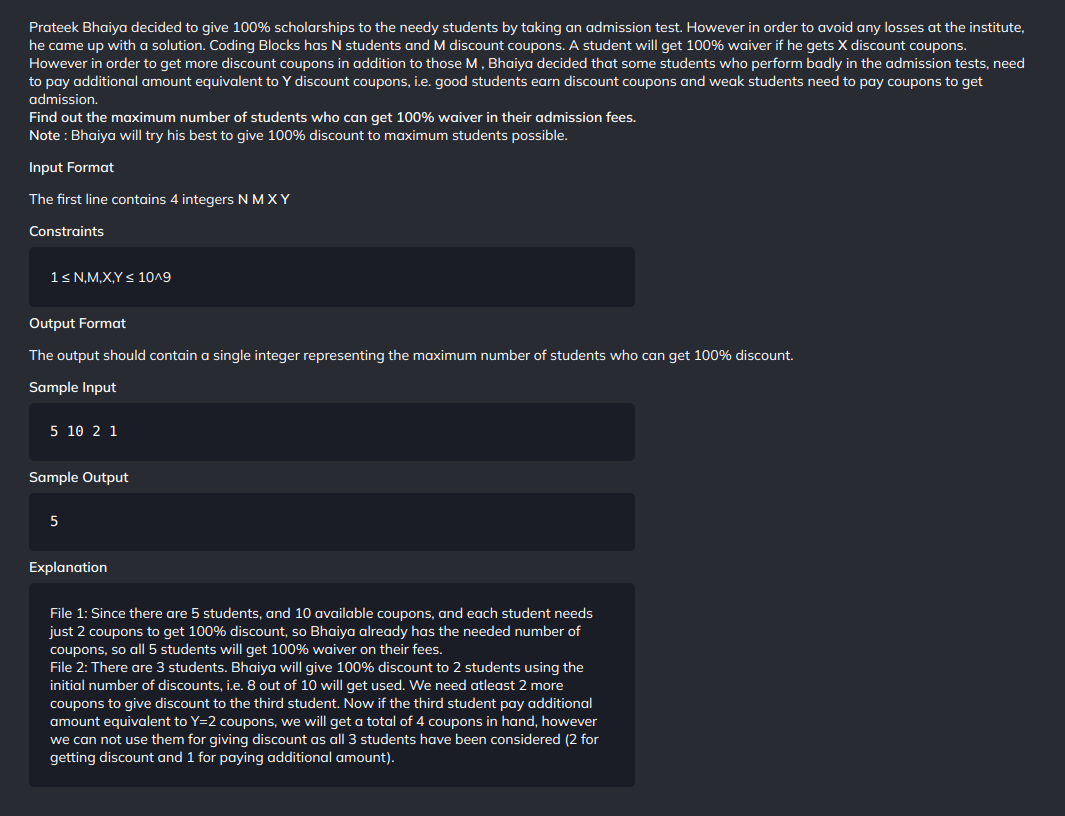 Prateek Bhaiya decided to give 100% scholarships to the needy students by taking an admission test. However in order to avoid any losses at the institute,
he came up with a solution. Coding Blocks has N students and M discount coupons. A student will get 100% waiver if he gets X discount coupons.
However in order to get more discount coupons in addition to those M , Bhaiya decided that some students who perform badly in the admission tests, need
to pay additional amount equivalent to Y discount coupons, i.e. good students earn discount coupons and weak students need to pay coupons to get
admission.
Find out the maximum number of students who can get 100% waiver in their admission fees.
Note : Bhaiya will try his best to give 100% discount to maximum students possible.
Input Format
The first line contains 4 integers N M X Y
Constraints
1 ≤ N,M,X,Y ≤ 10^9
Output Format
The output should contain a single integer representing the maximum number of students who can get 100% discount.
Sample Input
5 10 2 1
Sample Output
5
Explanation
File 1: Since there are 5 students, and 10 available coupons, and each student needs
just 2 coupons to get 100% discount, so Bhaiya already has the needed number of
coupons, so all 5 students will get 100% waiver on their fees.
File 2: There are 3 students. Bhaiya will give 100% discount to 2 students using the
initial number of discounts, i.e. 8 out of 10 will get used. We need atleast 2 more
coupons to give discount to the third student. Now if the third student pay additional
amount equivalent to Y=2 coupons, we will get a total of 4 coupons in hand, however
we can not use them for giving discount as all 3 students have been considered (2 for
getting discount and 1 for paying additional amount).